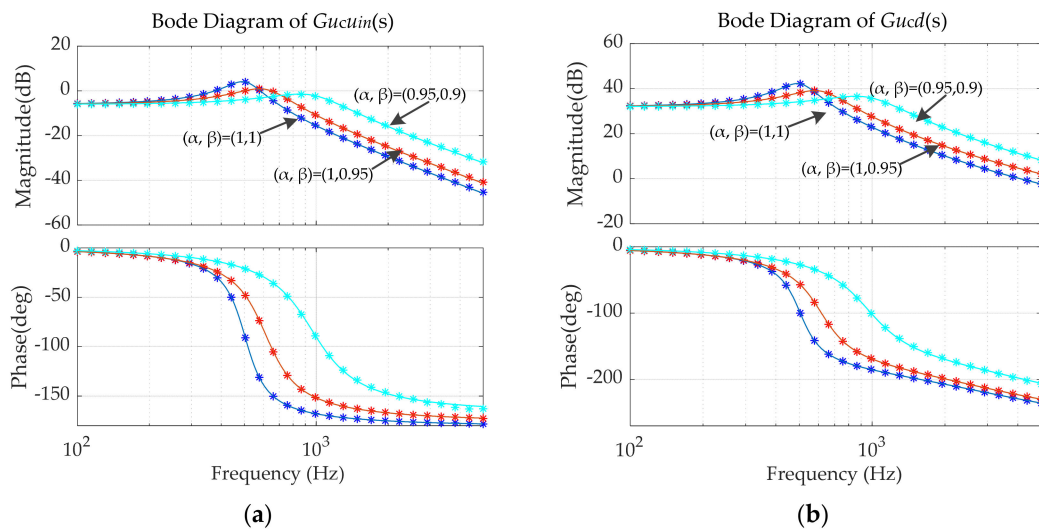 Bode Diagram of Gucuin(s)
20
0
-20
-40
-60
Magnitude(dB)
(α, β)=(0.95,0.9)
(α, β)=(1,1)
(α, β)=(1,0.95)
0
-50
-100
-150
Phase(deg)
10²
10³
Frequency (Hz)
(a)
Bode Diagram of Gucd(s)
60
40
20
0
-20
Magnitude(dB)
(α, β)=(0.95,0.9)
(α, β)=(1,1)
(α, β)=(1,0.95)
0
-100
-200
Phase(deg)
10²
10³
Frequency (Hz)
(b)